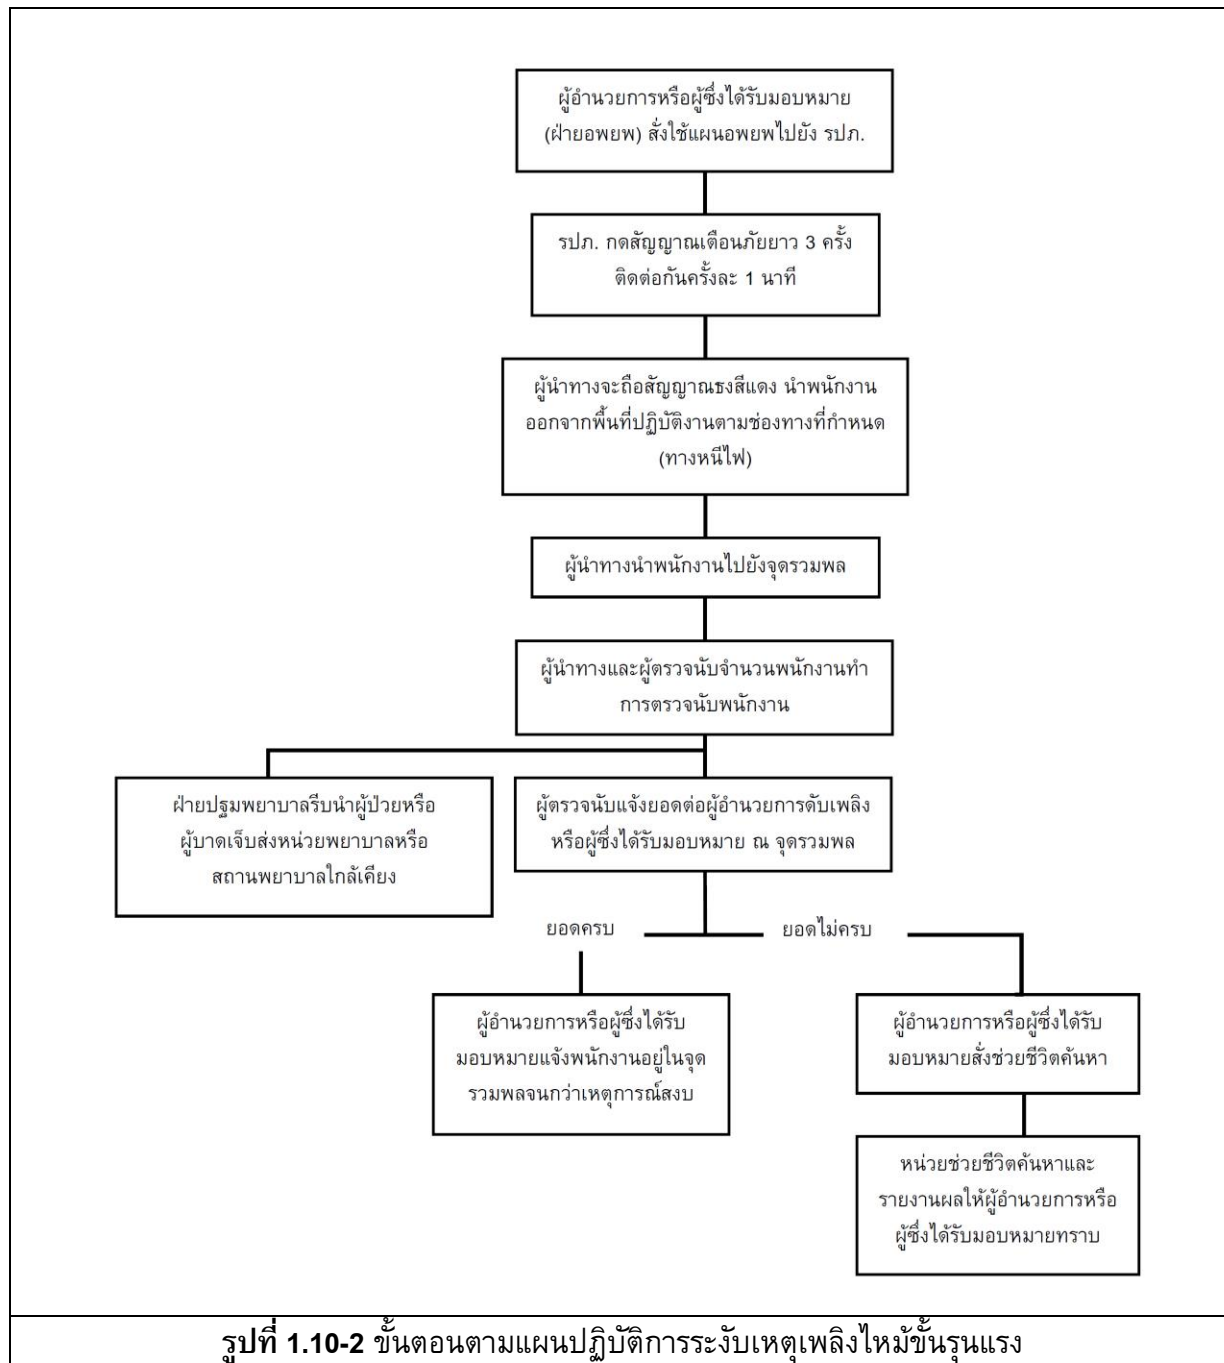 ผู้อำนวยการหรือผู้ซึ่งได้รับมอบหมาย
(ฝ่ายอพยพ) สั่งใช้แผนอพยพไปยัง รปภ.
รปภ. กดสัญญาณเตือนภัยยาว 3 ครั้ง
ติดต่อกันครั้งละ 1 นาที
ผู้นำทางจะถือสัญญาณธงสีแดง นำพนักงาน
ออกจากพื้นที่ปฏิบัติงานตามช่องทางที่กำหนด
(ทางหนีไฟ)
ผู้นำทางนำพนักงานไปยังจุดรวมพล
ผู้นำทางและผู้ตรวจนับจำนวนพนักงานทำ
การตรวจนับพนักงาน
ฝ่ายปฐมพยาบาลรีบนำผู้ป่วยหรือ
ผู้บาดเจ็บส่งหน่วยพยาบาลหรือ
สถานพยาบาลใกล้เคียง
ผู้ตรวจนับแจ้งยอดต่อผู้อำนวยการดับเพลิง
หรือผู้ซึ่งได้รับมอบหมาย ณ จุดรวมพล
ยอดครบ
ยอดไม่ครบ
ผู้อำนวยการหรือผู้ซึ่งได้รับ
มอบหมายแจ้งพนักงานอยู่ในจุด
รวมพลจนกว่าเหตุการณ์สงบ
ผู้อำนวยการหรือผู้ซึ่งได้รับ
มอบหมายสั่งช่วยชีวิตค้นหา
หน่วยช่วยชีวิตค้นหาและ
รายงานผลให้ผู้อำนวยการหรือ
ผู้ซึ่งได้รับมอบหมายทราบ
รูปที่ 1.10-2 ขั้นตอนตามแผนปฏิบัติการระงับเหตุเพลิงไหม้ขั้นรุนแรง